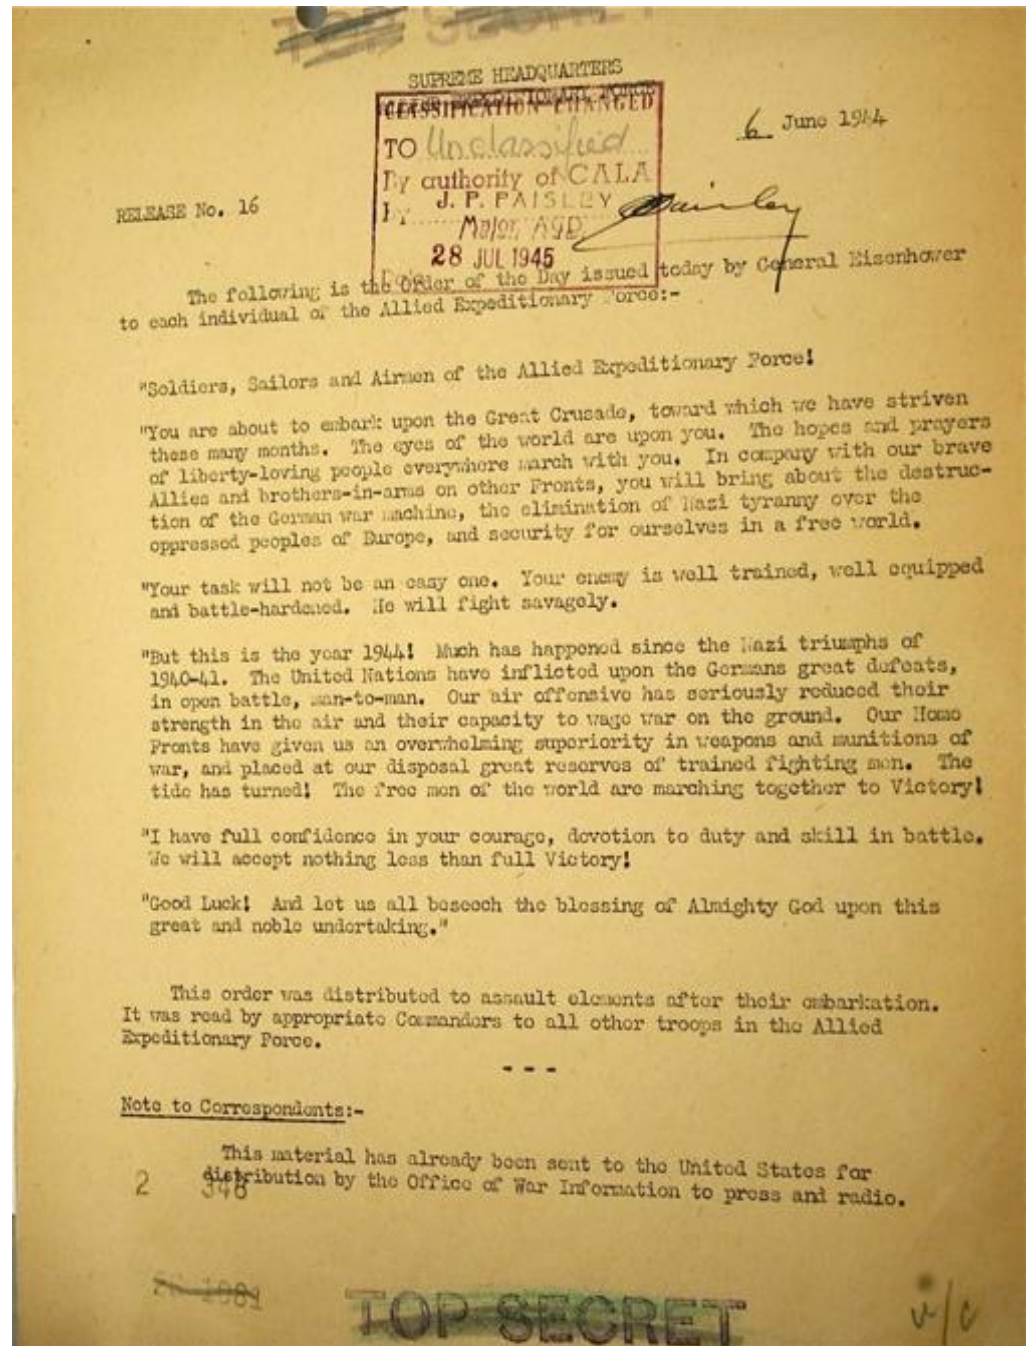 TOP SECRET
SUPREME HEADQUARTERS
ALLIED EXPEDITIONARY FORCE
CLASSIFICATION CHANGED
6 June 1944
TO Unclassified
By authority of CALA
RELEASE No. 16
By J. P. PAISLEY Paisley
Major AGD
28 JUL 1945
Date
The following is the Order of the Day issued today by General Eisenhower
to each individual of the Allied Expeditionary Force:-
"Soldiers, Sailors and Airmen of the Allied Expeditionary Force!
"You are about to embark upon the Great Crusade, toward which we have striven
these many months. The eyes of the world are upon you. The hopes and prayers
of liberty-loving people everywhere march with you. In company with our brave
Allies and brothers-in-arms on other Fronts, you will bring about the destruc-
tion of the German war machine, the elimination of Nazi tyranny over the
oppressed peoples of Europe, and security for ourselves in a free world.
"Your task will not be an easy one. Your enemy is well trained, well equipped
and battle-hardened. He will fight savagely.
"But this is the year 1944! Much has happened since the Nazi triumphs of
1940-41. The United Nations have inflicted upon the Germans great defeats,
in open battle, man-to-man. Our air offensive has seriously reduced their
strength in the air and their capacity to wage war on the ground. Our Home
Fronts have given us an overwhelming superiority in weapons and munitions of
war, and placed at our disposal great reserves of trained fighting men. The
tide has turned! The free men of the world are marching together to Victory!
"I have full confidence in your courage, devotion to duty and skill in battle.
We will accept nothing less than full Victory!
"Good Luck! And let us all beseech the blessing of Almighty God upon this
great and noble undertaking."
This order was distributed to assault elements after their embarkation.
It was read by appropriate Commanders to all other troops in the Allied
Expeditionary Force.
- - -
Note to Correspondents:-
This material has already been sent to the United States for
distribution by the Office of War Information to press and radio.
2 346
1081
TOP SECRET